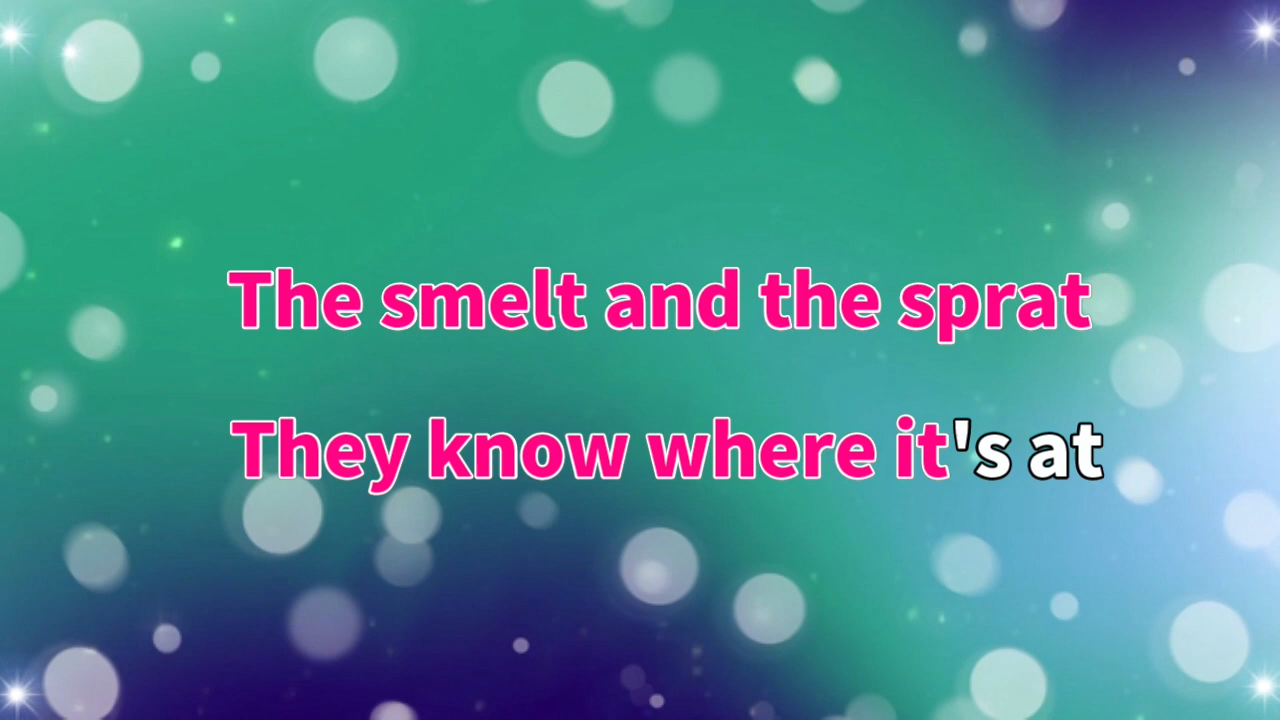 The smelt and the sprat
They know where it's at